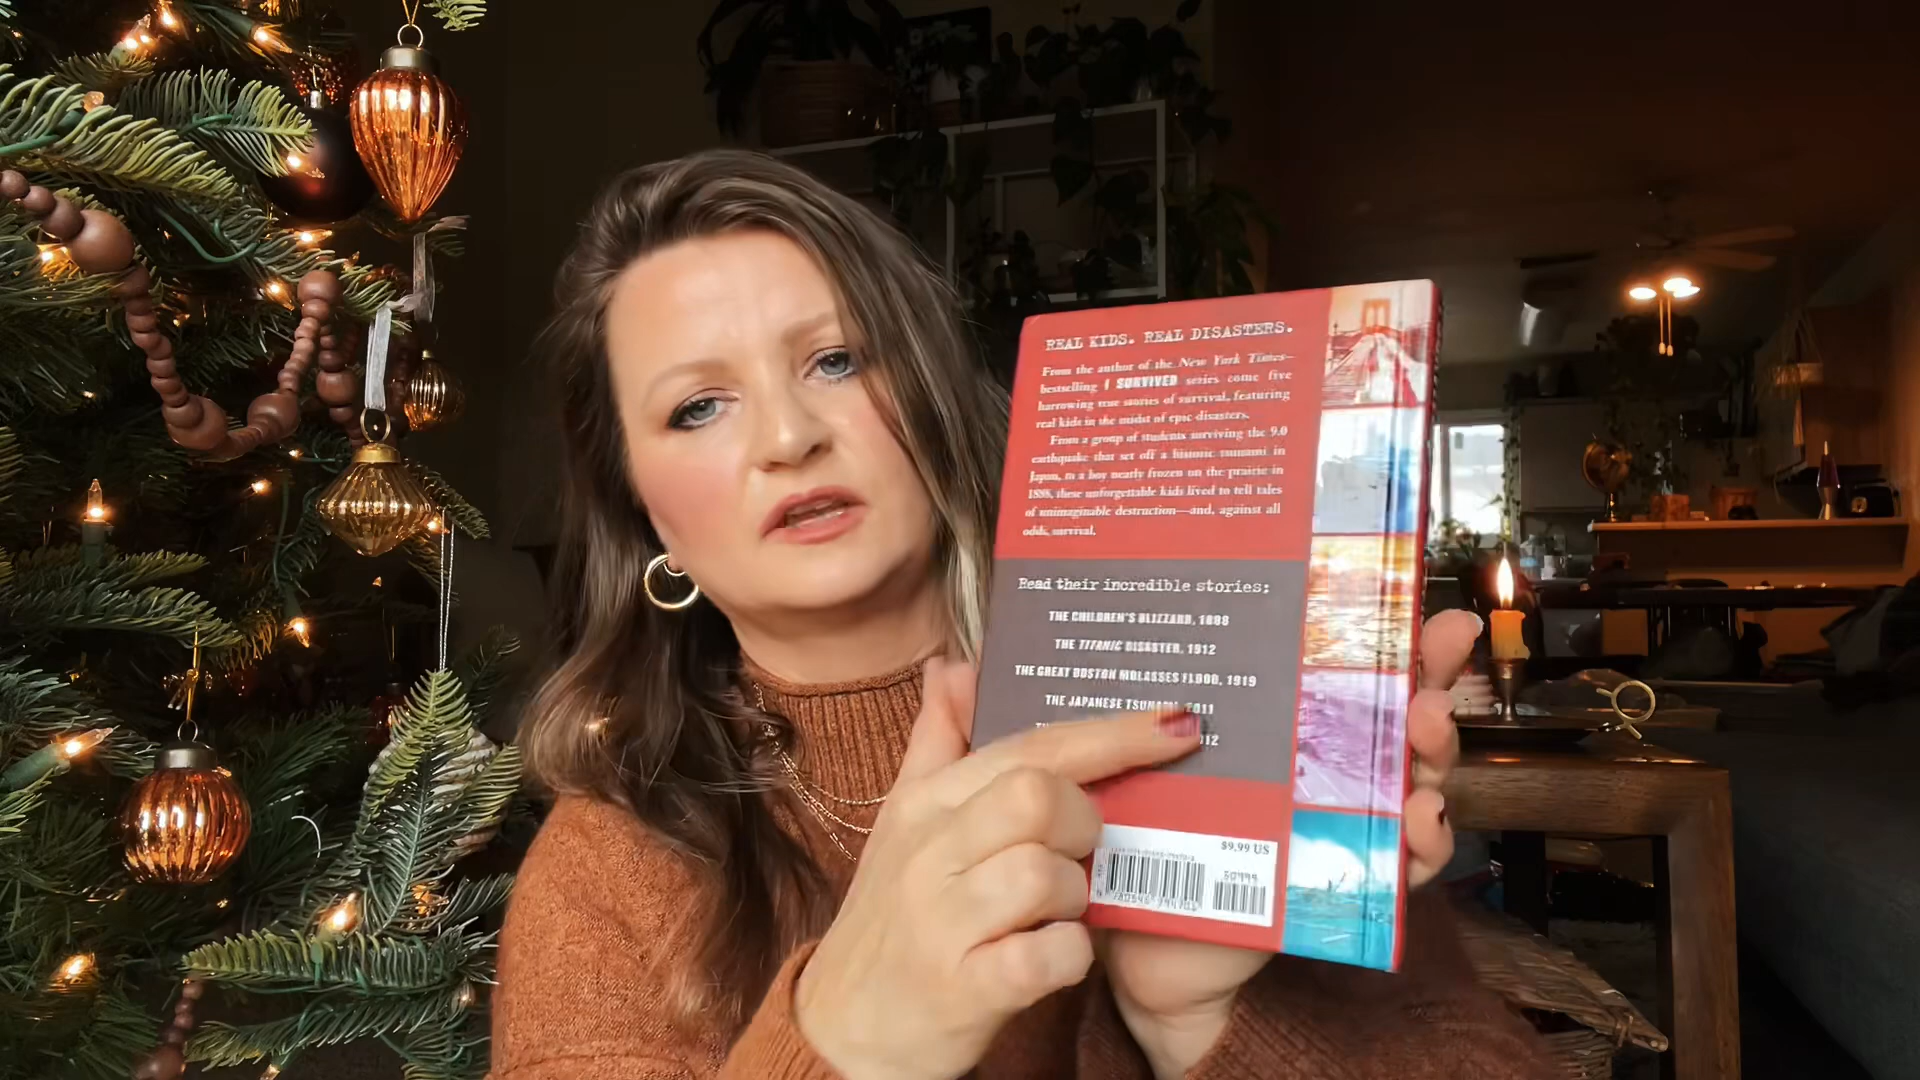 REAL KIDS. REAL DISASTERS.
From the author of the New York Times–
bestselling I SURVIVED series come five
harrowing true stories of survival, featuring
real kids in the midst of epic disasters.
From a group of students surviving the 9.0
earthquake that set off a historic tsunami in
Japan, to a boy nearly frozen on the prairie in
1888, these unforgettable kids lived to tell tales
of unimaginable destruction—and, against all
odds, survival.
Read their incredible stories:
THE CHILDREN'S BLIZZARD, 1888
THE TITANIC DISASTER, 1912
THE GREAT BOSTON MOLASSES FLOOD, 1919
THE JAPANESE TSUNAMI, 2011
$9.99 US
50999